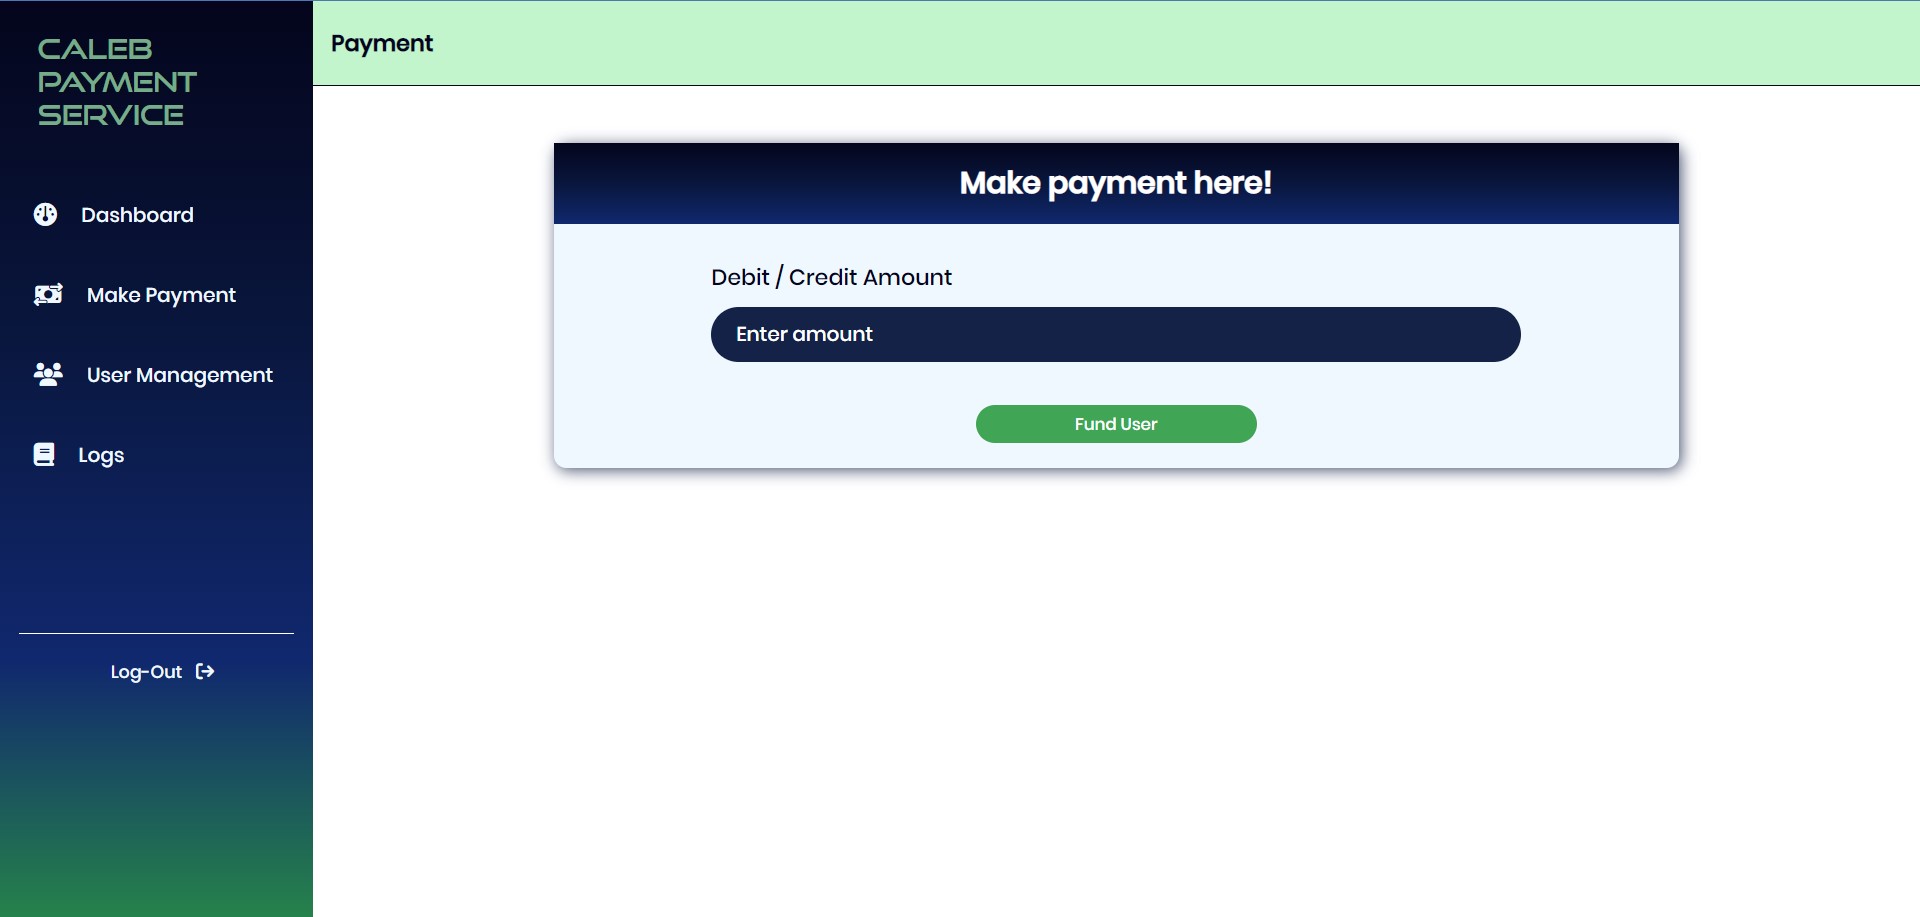 CALEB
PAYMENT
SERVICE
Dashboard
Make Payment
User Management
Logs
Log-Out
Payment
Make payment here!
Debit / Credit Amount
Enter amount
Fund User